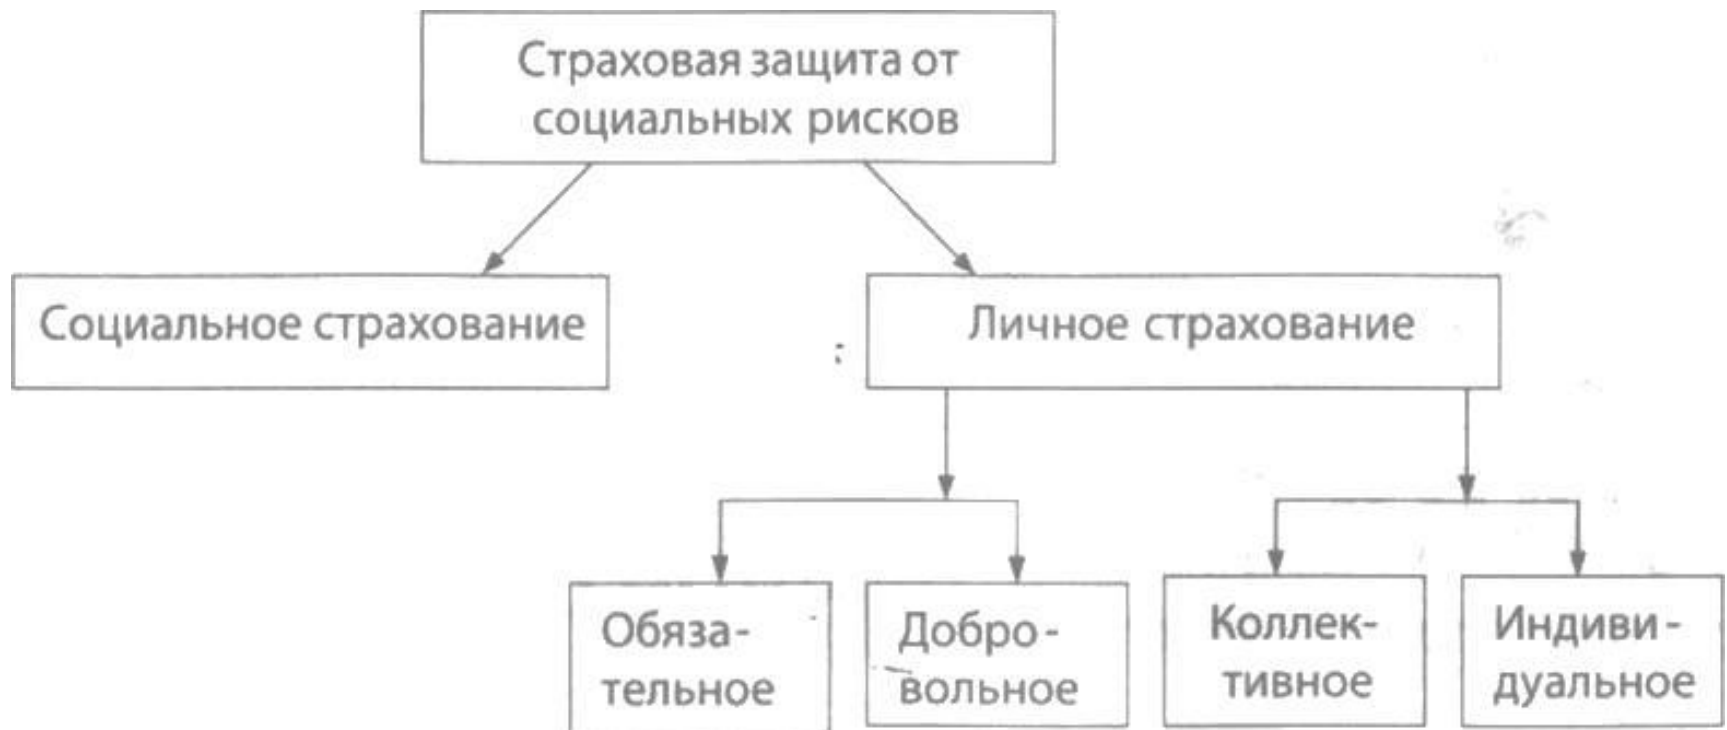 Страховая защита от
социальных рисков
Социальное страхование
Личное страхование
Обяза-
тельное
Добро-
вольное
Коллек-
тивное
Индиви-
дуальное